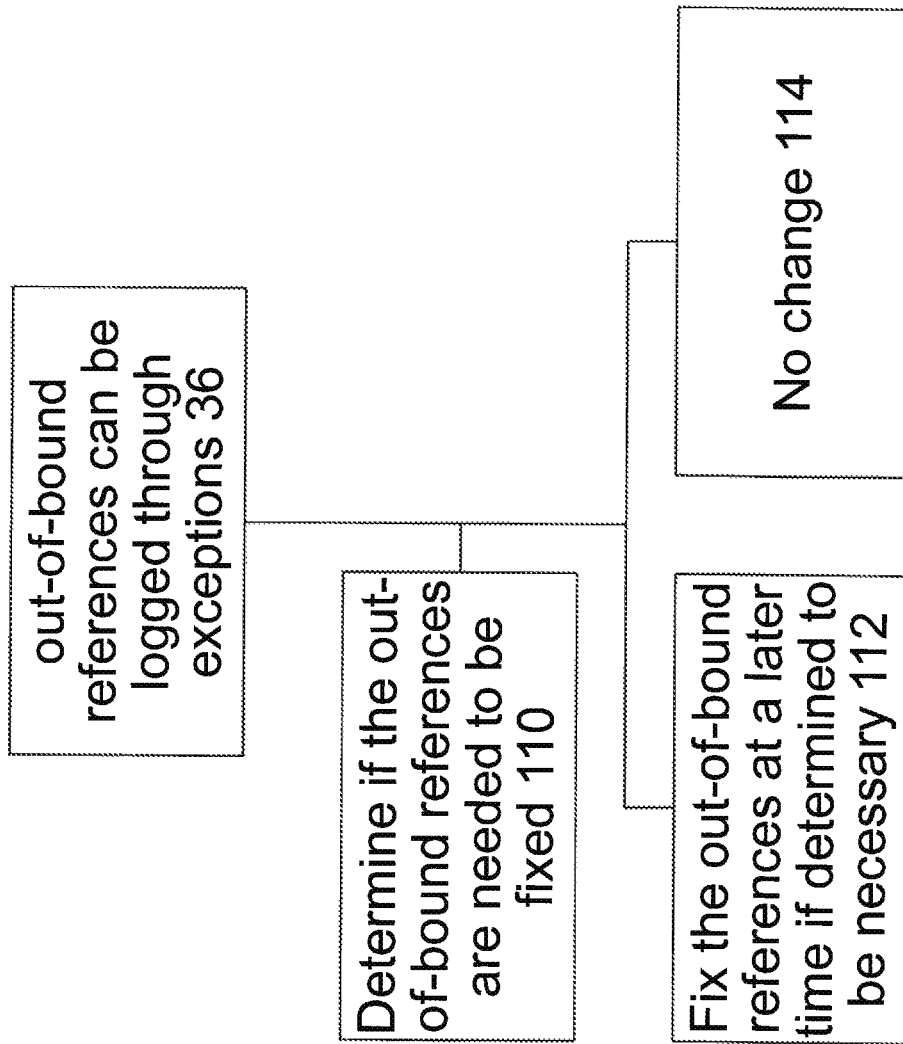 out-of-bound
references can be
logged through
exceptions 36
Determine if the out-
of-bound references
are needed to be
fixed 110
Fix the out-of-bound
references at a later
time if determined to
be necessary 112
No change 114